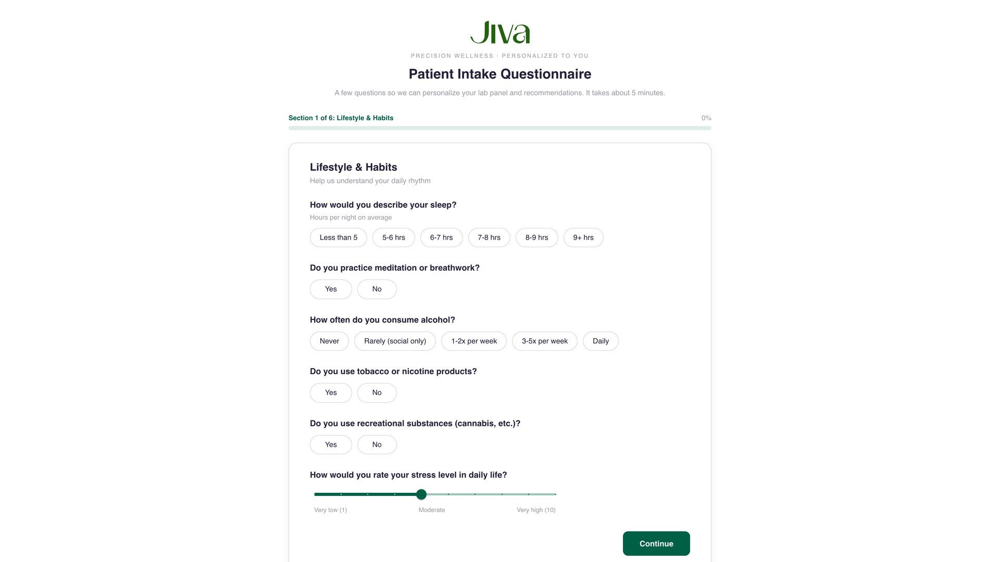 Jiva
PRECISION WELLNESS · PERSONALIZED TO YOU
Patient Intake Questionnaire
A few questions so we can personalize your lab panel and recommendations. It takes about 5 minutes.
Section 1 of 6: Lifestyle & Habits 0%
Lifestyle & Habits
Help us understand your daily rhythm
How would you describe your sleep?
Hours per night on average
Less than 5 5-6 hrs 6-7 hrs 7-8 hrs 8-9 hrs 9+ hrs
Do you practice meditation or breathwork?
Yes No
How often do you consume alcohol?
Never Rarely (social only) 1-2x per week 3-5x per week Daily
Do you use tobacco or nicotine products?
Yes No
Do you use recreational substances (cannabis, etc.)?
Yes No
How would you rate your stress level in daily life?
Very low (1) Moderate Very high (10)
Continue